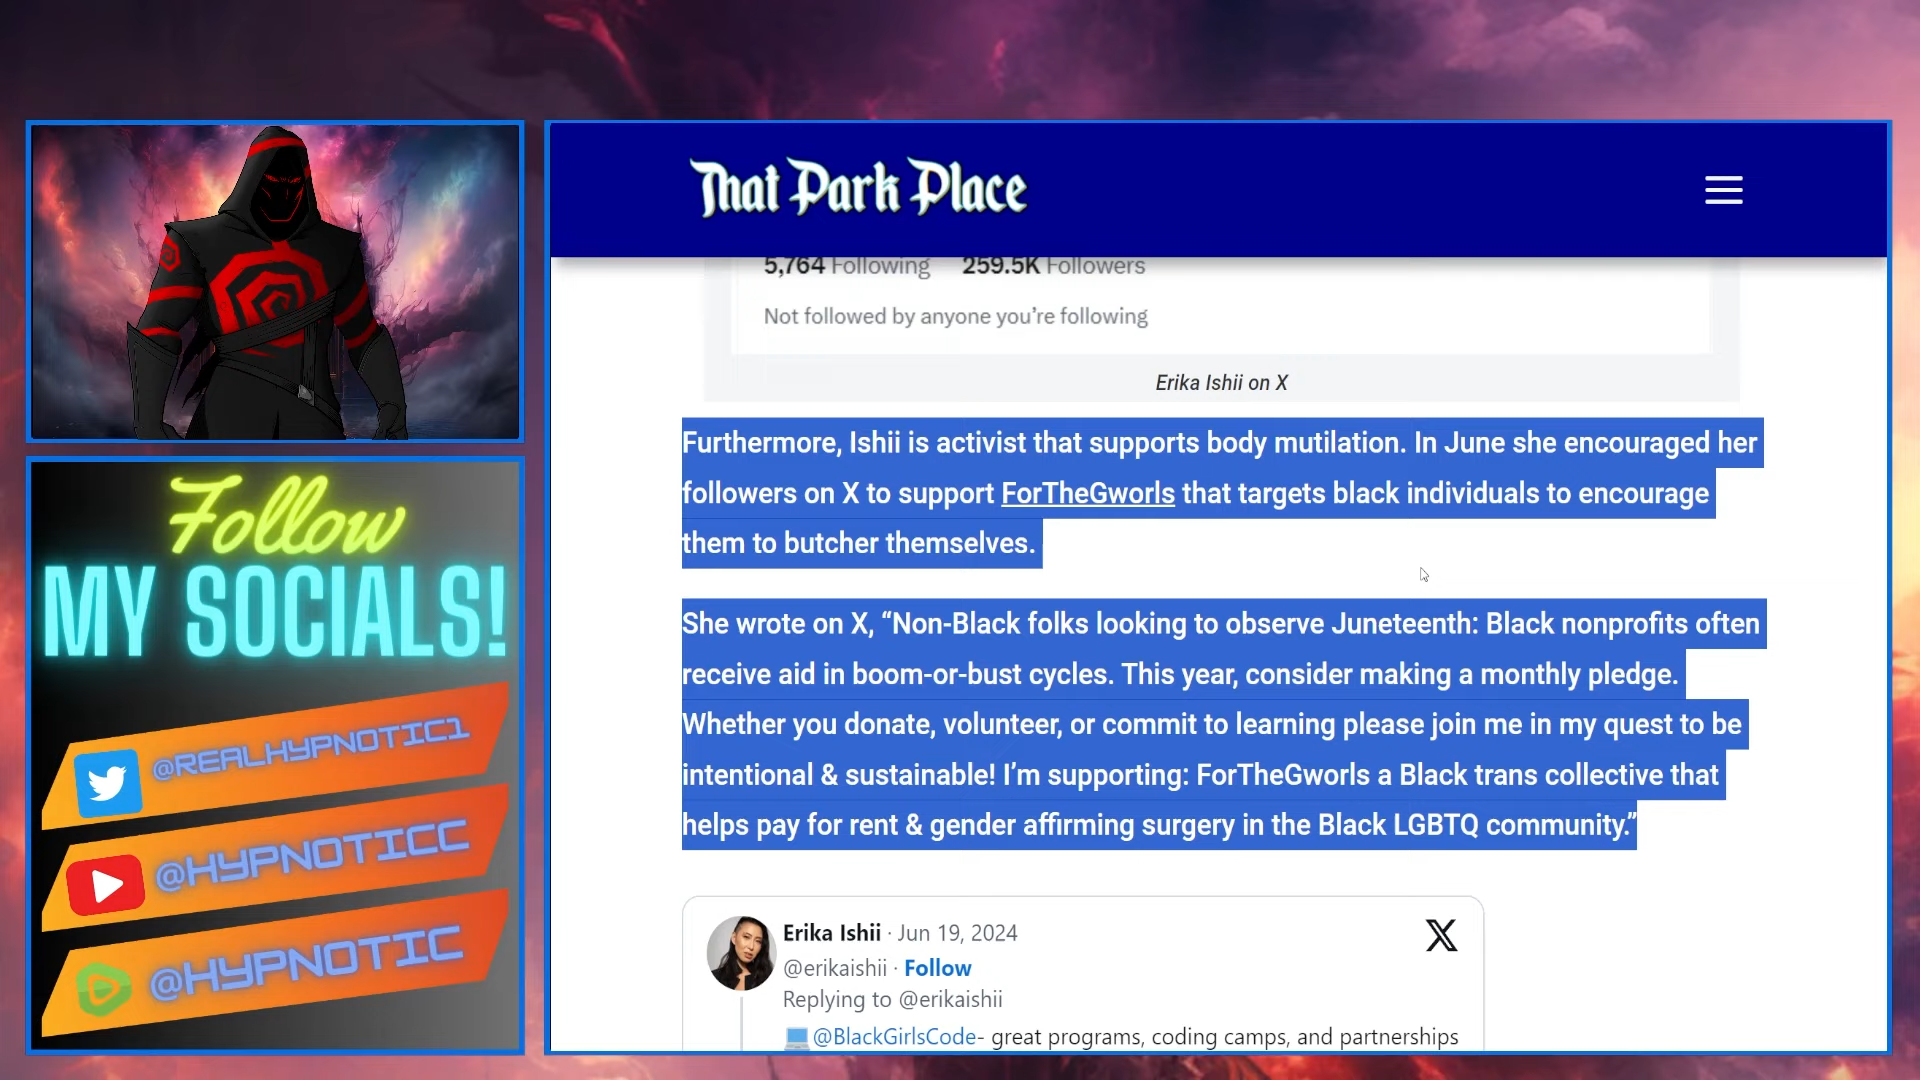 That Park Place
5,764 Following 259.5K Followers
Not followed by anyone you're following
Erika Ishii on X
Furthermore, Ishii is activist that supports body mutilation. In June she encouraged her
followers on X to support ForTheGworls that targets black individuals to encourage
them to butcher themselves.
She wrote on X, “Non-Black folks looking to observe Juneteenth: Black nonprofits often
receive aid in boom-or-bust cycles. This year, consider making a monthly pledge.
Whether you donate, volunteer, or commit to learning please join me in my quest to be
intentional & sustainable! I’m supporting: ForTheGworls a Black trans collective that
helps pay for rent & gender affirming surgery in the Black LGBTQ community.”
Erika Ishii · Jun 19, 2024
@erikaishii · Follow
Replying to @erikaishii
@BlackGirlsCode- great programs, coding camps, and partnerships
Follow
MY SOCIALS!
@REALHYPNOTIC1
@HYPNOTICC
@HYPNOTIC